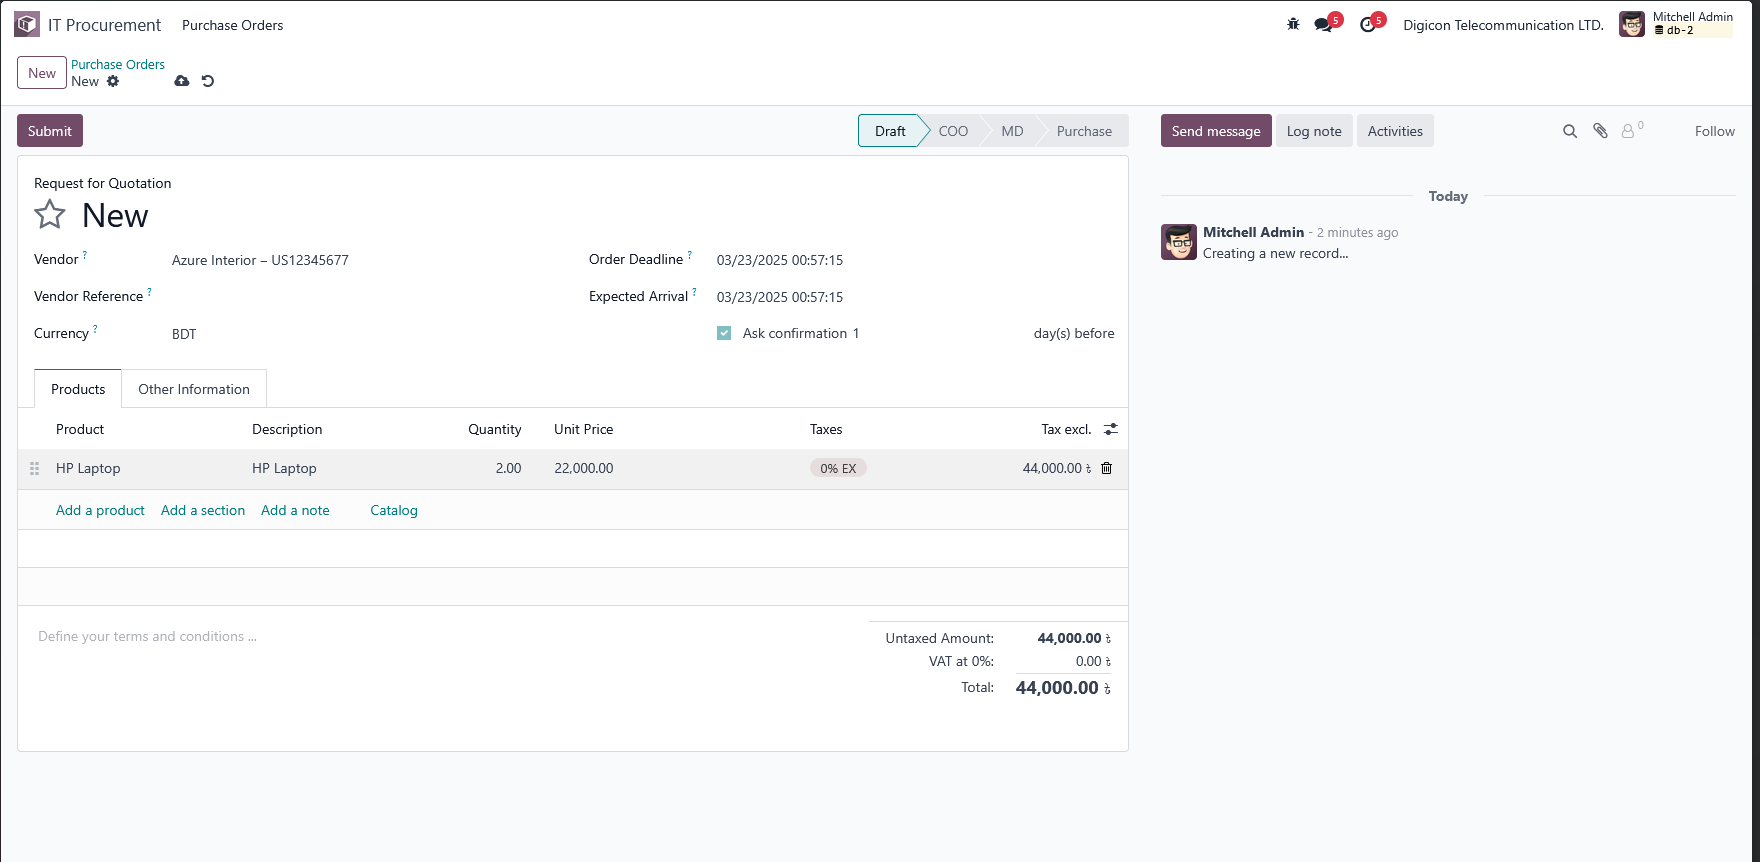 IT Procurement Purchase Orders 5 5 Digicon Telecommunication LTD. Mitchell Admin
db-2
New Purchase Orders
New
Submit Draft COO MD Purchase Send message Log note Activities 0 Follow
Request for Quotation
New
Today
Mitchell Admin - 2 minutes ago
Creating a new record...
Vendor ? Azure Interior – US12345677 Order Deadline ? 03/23/2025 00:57:15
Vendor Reference ? Expected Arrival ? 03/23/2025 00:57:15
Currency ? BDT Ask confirmation 1 day(s) before
Products Other Information
Product Description Quantity Unit Price Taxes Tax excl.
HP Laptop HP Laptop 2.00 22,000.00 0% EX 44,000.00 ৳
Add a product Add a section Add a note Catalog
Define your terms and conditions ...
Untaxed Amount: 44,000.00 ৳
VAT at 0%: 0.00 ৳
Total: 44,000.00 ৳